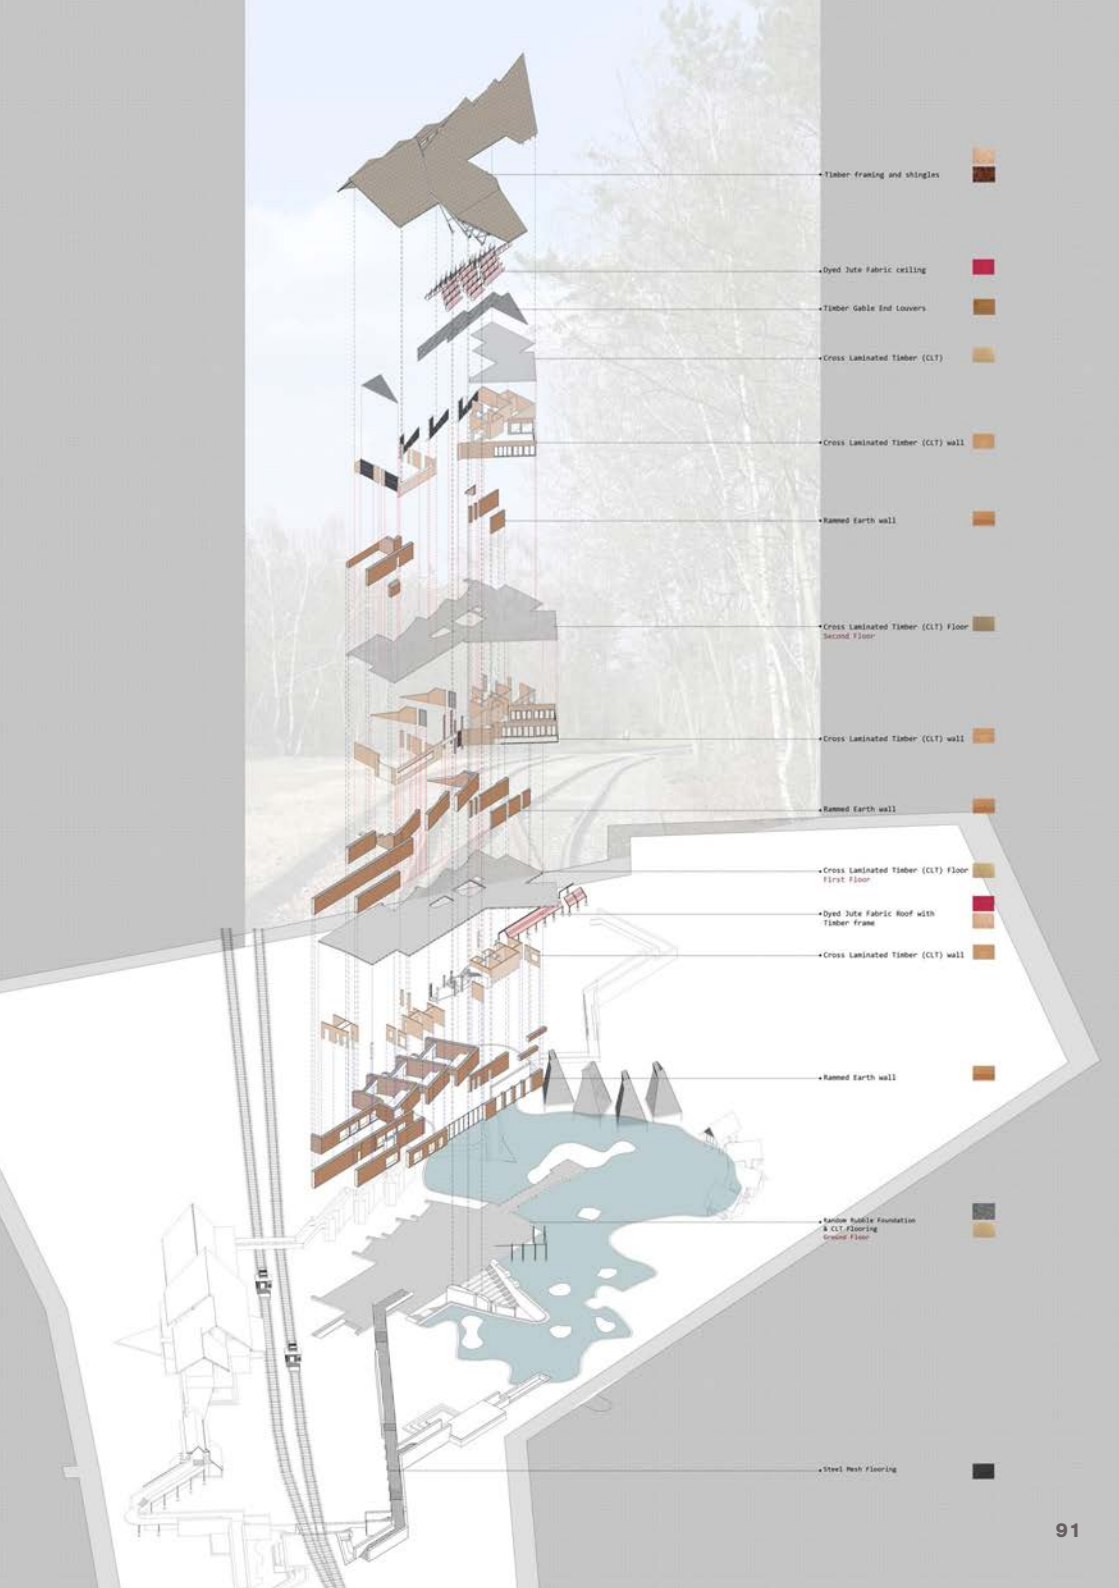 Timber framing and shingles
Dyed Jute Fabric ceiling
Timber Gable End Louvers
Cross Laminated Timber (CLT)
Cross Laminated Timber (CLT) wall
Rammed Earth wall
Cross Laminated Timber (CLT) Floor
Second Floor
Cross Laminated Timber (CLT) wall
Rammed Earth wall
Cross Laminated Timber (CLT) Floor
First Floor
Dyed Jute Fabric Roof with
Timber frame
Cross Laminated Timber (CLT) wall
Rammed Earth wall
Random Rubble Foundation
& CLT Flooring
Ground Floor
Steel Mesh Flooring
91